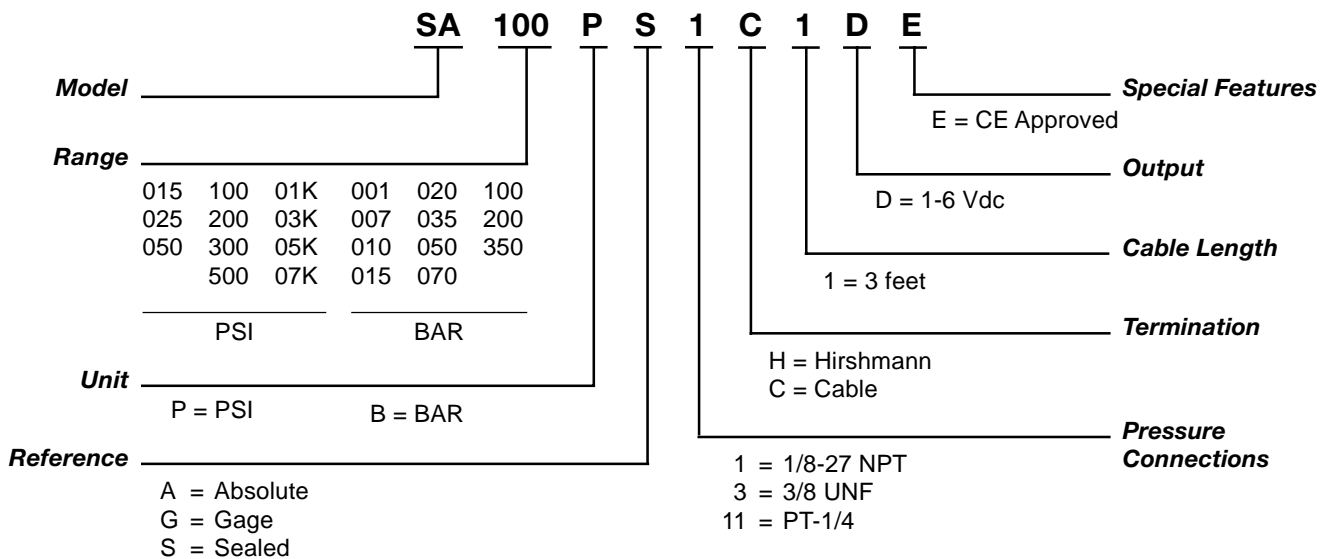 SA 100 P S 1 C 1 D E
Model
Special Features
E = CE Approved
Range
015 100 01K 001 020 100
025 200 03K 007 035 200
050 300 05K 010 050 350
500 07K 015 070
PSI BAR
Output
D = 1-6 Vdc
Cable Length
1 = 3 feet
Termination
H = Hirshmann
C = Cable
Unit
P = PSI B = BAR
Pressure
Connections
1 = 1/8-27 NPT
3 = 3/8 UNF
11 = PT-1/4
Reference
A = Absolute
G = Gage
S = Sealed